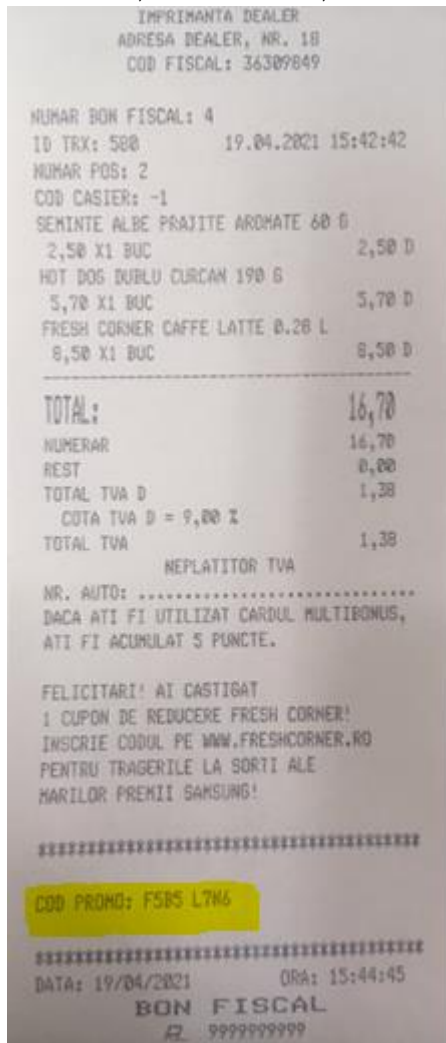 IMPRIMANTA DEALER
ADRESA DEALER, NR. 18
COD FISCAL: 36309849
NUMAR BON FISCAL: 4
ID TRX: 580 19.04.2021 15:42:42
NUMAR POS: 2
COD CASIER: -1
SEMINTE ALBE PRAJITE AROMATE 60 G
2,50 X1 BUC 2,50 D
HOT DOG DUBLU CURCAN 190 G
5,70 X1 BUC 5,70 D
FRESH CORNER CAFFE LATTE 0.28 L
8,50 X1 BUC 8,50 D
TOTAL: 16,70
NUMERAR 16,70
REST 0,00
TOTAL TVA D 1,38
COTA TVA D = 9,00 %
TOTAL TVA 1,38
NEPLATITOR TVA
NR. AUTO: ................................
DACA ATI FI UTILIZAT CARDUL MULTIBONUS,
ATI FI ACUMULAT 5 PUNCTE.
FELICITARI! AI CASTIGAT
1 CUPON DE REDUCERE FRESH CORNER!
INSCRIE CODUL PE WWW.FRESHCORNER.RO
PENTRU TRAGERILE LA SORTI ALE
MARILOR PREMII SAMSUNG!
COD PROMO: F5B5 L7N6
DATA: 19/04/2021 ORA: 15:44:45
BON FISCAL
9999999999